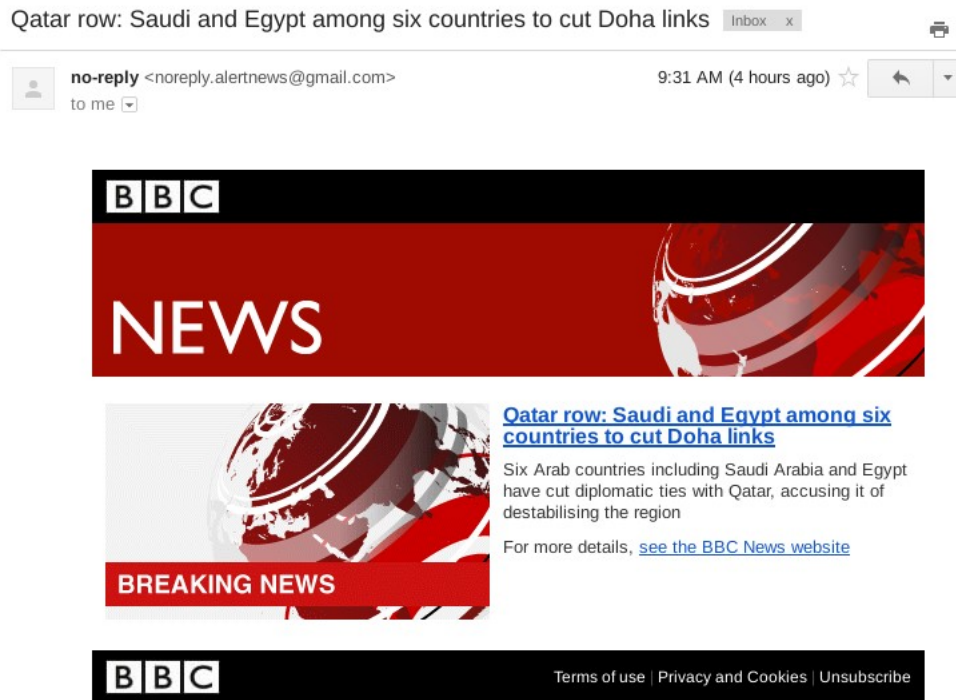 Qatar row: Saudi and Egypt among six countries to cut Doha links Inbox x
no-reply <noreply.alertnews@gmail.com> 9:31 AM (4 hours ago)
to me
BBC
NEWS
Qatar row: Saudi and Egypt among six
countries to cut Doha links
Six Arab countries including Saudi Arabia and Egypt
have cut diplomatic ties with Qatar, accusing it of
destabilising the region
For more details, see the BBC News website
BREAKING NEWS
BBC Terms of use | Privacy and Cookies | Unsubscribe